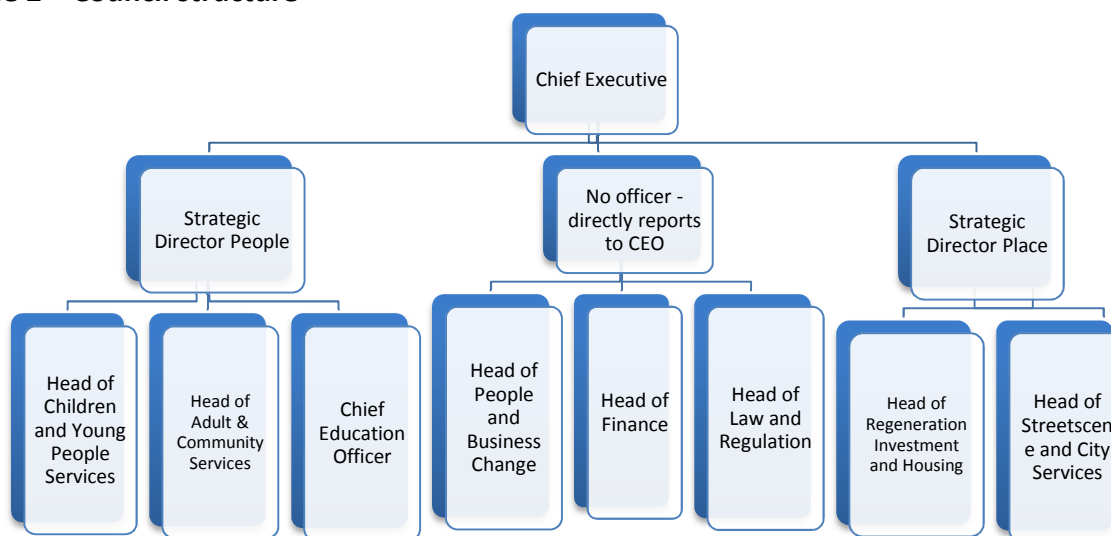 Council structure
Chief Executive
Strategic
Director People
No officer -
directly reports
to CEO
Strategic
Director Place
Head of
Children
and Young
People
Services
Head of
Adult &
Community
Services
Chief
Education
Officer
Head of
People
and
Business
Change
Head of
Finance
Head of
Law and
Regulation
Head of
Regeneration
Investment
and Housing
Head of
Streetscen
e and City
Services